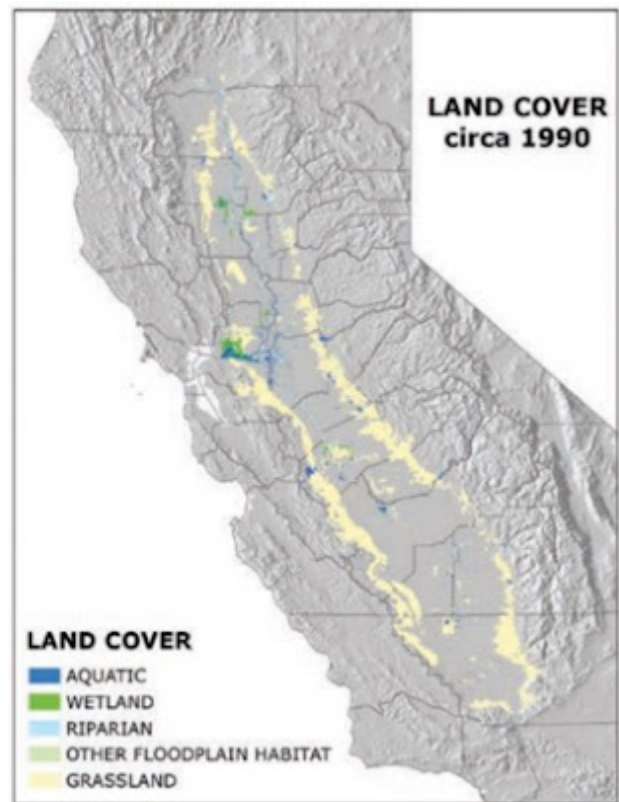 LAND COVER
circa 1990
LAND COVER
AQUATIC
WETLAND
RIPARIAN
OTHER FLOODPLAIN HABITAT
GRASSLAND